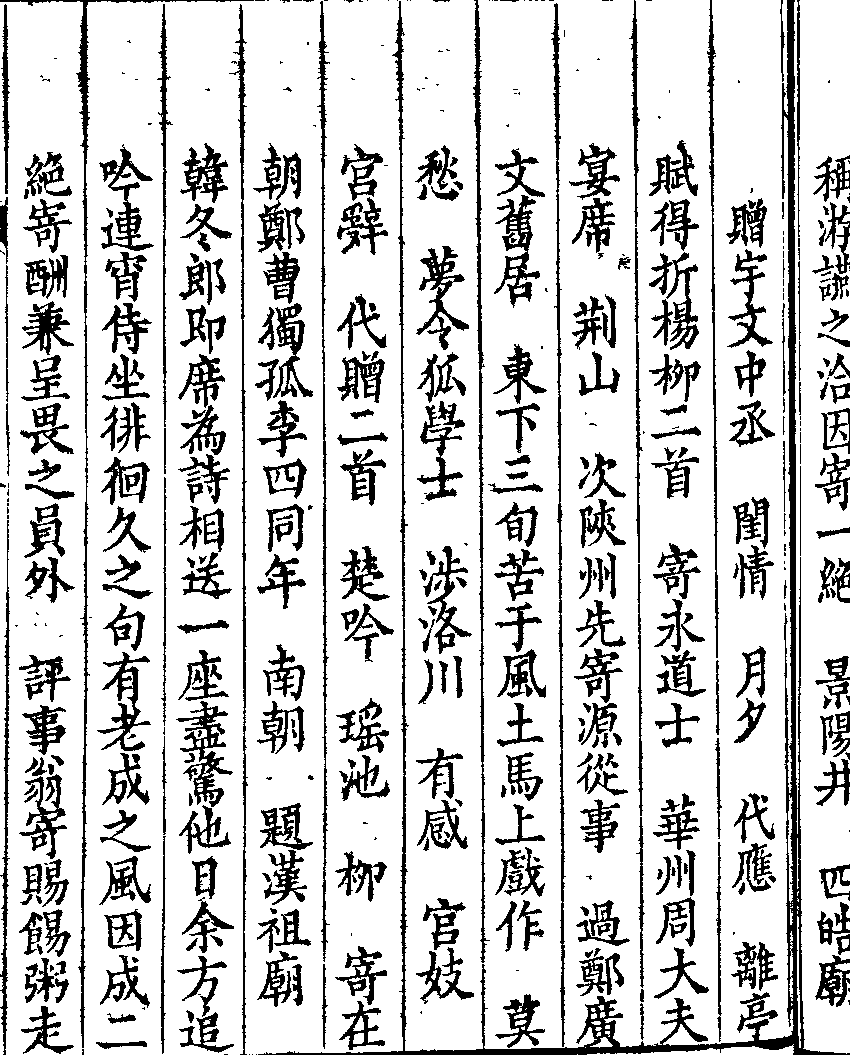 稱游讌之洽因寄一絶　景陽井　四皓廟
贈宇文中丞　閨情　月夕　代應　離亭
賦得折楊柳二首　寄永道士　華州周大夫
宴席　荆山　次陝州先寄源從事　過鄭廣
文舊居　東下三旬苦于風土馬上戲作　莫
愁　夢令狐學士　涉洛川　有感　宫妓
宫辭　代贈二首　楚吟　瑶池　柳　寄在
朝鄭曹獨孤李四同年　南朝　題漢祖廟
韓冬郎即席為詩相送一座盡驚他日余方追
吟連宵侍坐徘徊久之句有老成之風因成二
絶寄酬兼呈畏之員外　評事翁寄賜餳粥走